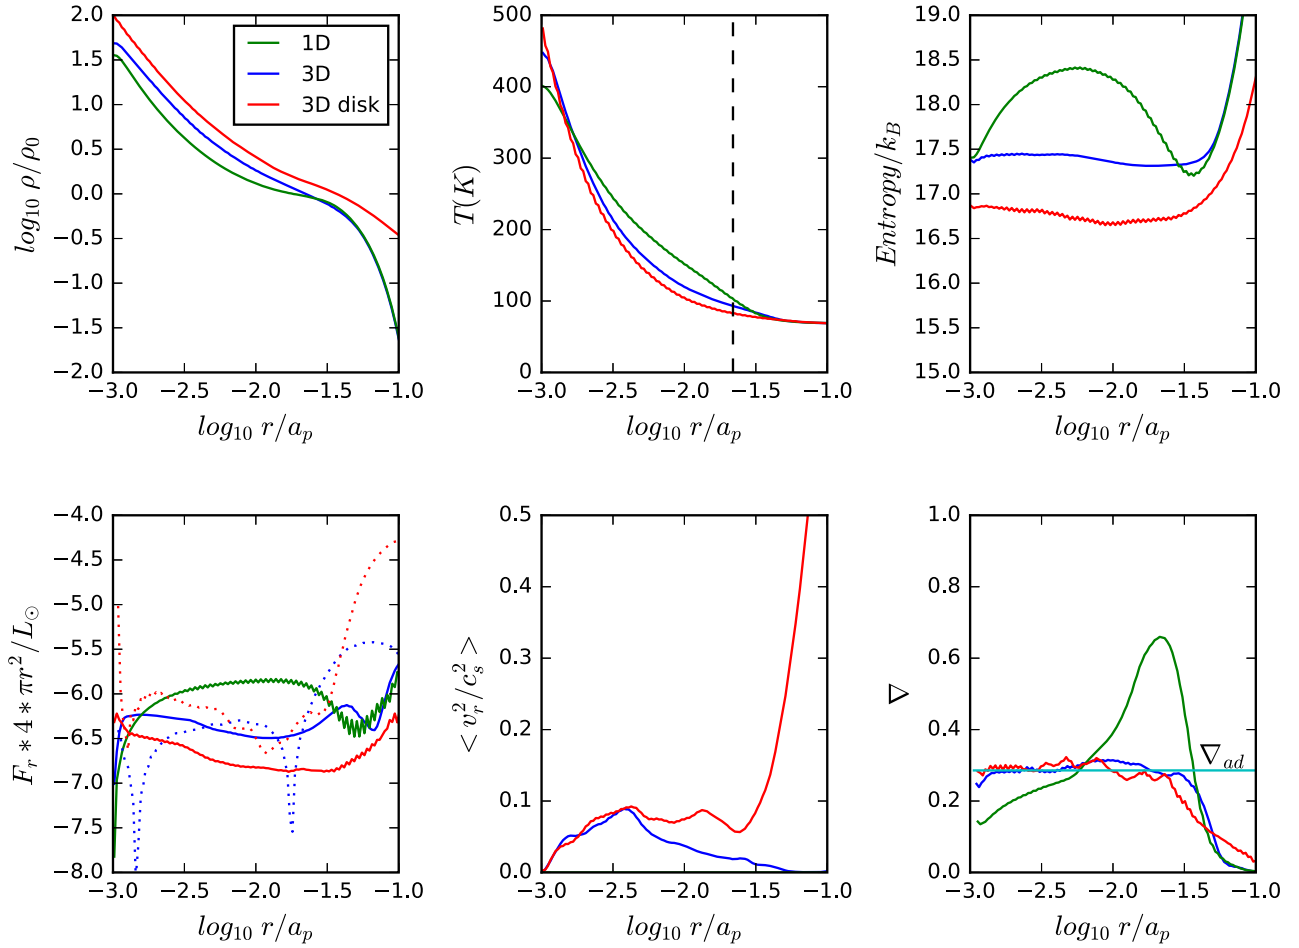 2.0
1.5
1.0
0.5
0.0
−0.5
−1.0
−1.5
−2.0
−3.0 −2.5 −2.0 −1.5 −1.0
log₁₀ ρ/ρ₀
log₁₀ r/aₚ
1D
3D
3D disk
500
400
300
200
100
0
−3.0 −2.5 −2.0 −1.5 −1.0
T(K)
log₁₀ r/aₚ
19.0
18.5
18.0
17.5
17.0
16.5
16.0
15.5
15.0
−3.0 −2.5 −2.0 −1.5 −1.0
Entropy/k_B
log₁₀ r/aₚ
−4.0
−4.5
−5.0
−5.5
−6.0
−6.5
−7.0
−7.5
−8.0
−3.0 −2.5 −2.0 −1.5 −1.0
F_r * 4 * πr²/L_⊙
log₁₀ r/aₚ
0.5
0.4
0.3
0.2
0.1
0.0
−3.0 −2.5 −2.0 −1.5 −1.0
< v_r²/c_s² >
log₁₀ r/aₚ
1.0
0.8
0.6
0.4
0.2
0.0
−3.0 −2.5 −2.0 −1.5 −1.0
∇
∇_ad
log₁₀ r/aₚ